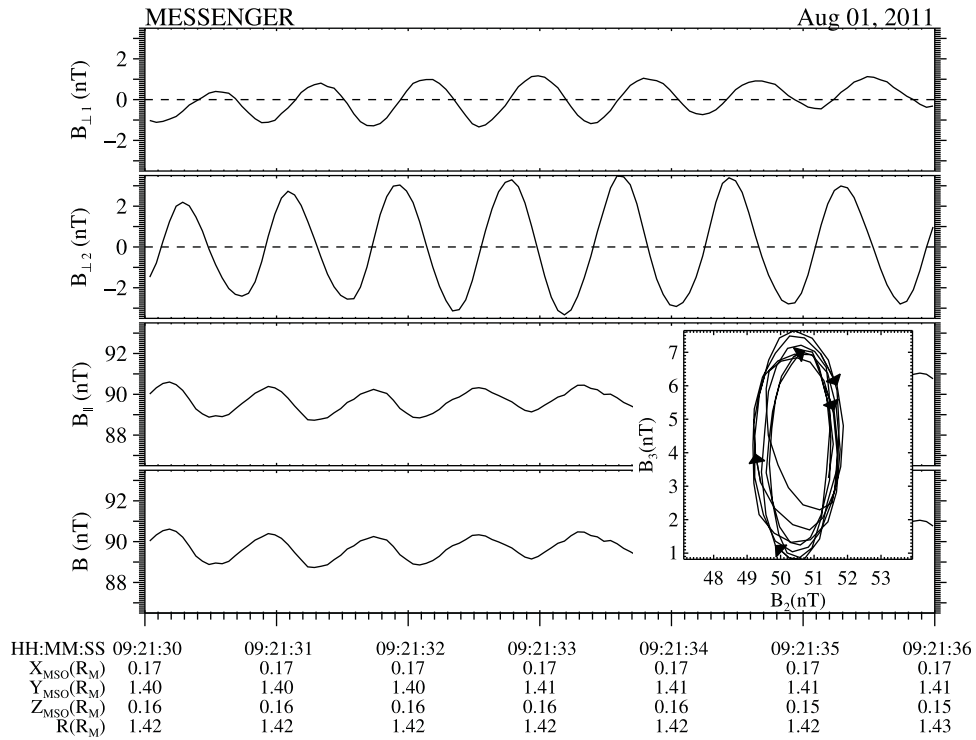 MESSENGER Aug 01, 2011
2
0
−2
B⊥1 (nT)
2
0
−2
B⊥2 (nT)
92
90
88
B∥ (nT)
92
90
88
B (nT)
7
6
5
4
3
2
1
B3(nT)
48 49 50 51 52 53
B2(nT)
HH:MM:SS 09:21:30 09:21:31 09:21:32 09:21:33 09:21:34 09:21:35 09:21:36
XMSO(RM) 0.17 0.17 0.17 0.17 0.17 0.17 0.17
YMSO(RM) 1.40 1.40 1.40 1.41 1.41 1.41 1.41
ZMSO(RM) 0.16 0.16 0.16 0.16 0.16 0.15 0.15
R(RM) 1.42 1.42 1.42 1.42 1.42 1.42 1.43